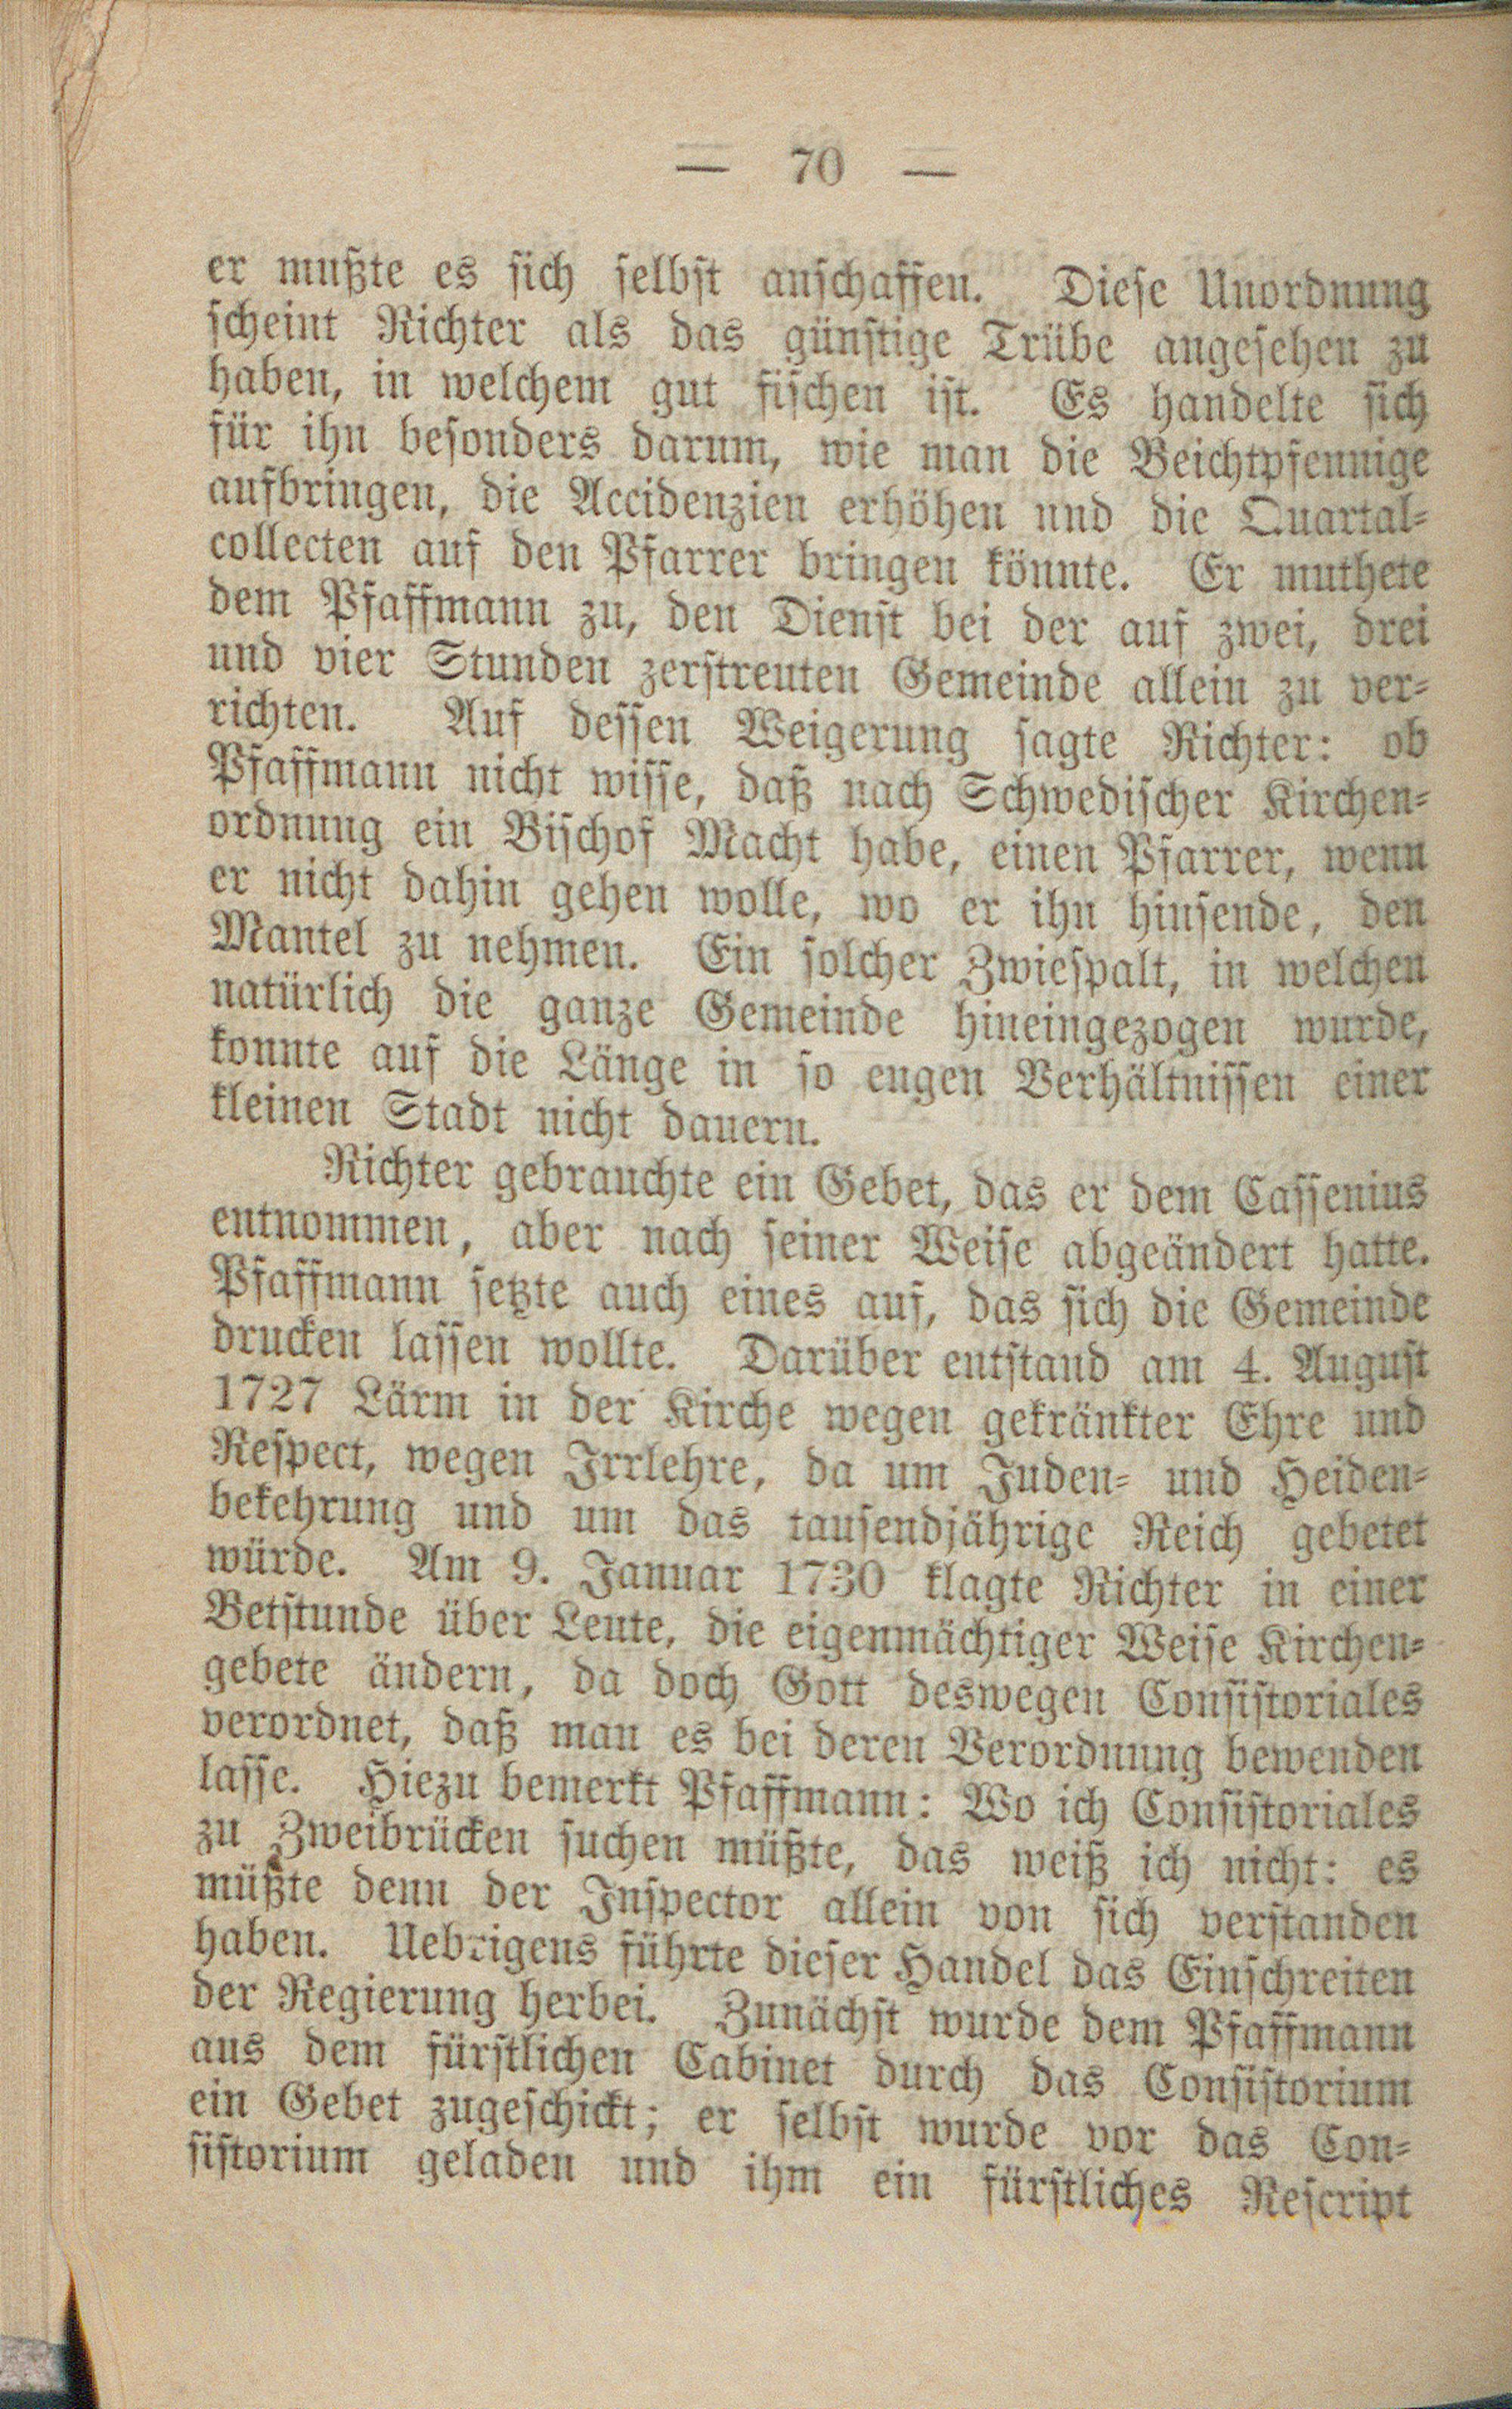 — 70 —
er mußte es sich selbst anschaffen. Diese Unordnung
scheint Richter als das günstige Trübe angesehen zu
haben, in welchem gut fischen ist. Es handelte sich
für ihn besonders darum, wie man die Beichtpfennige
aufbringen, die Accidenzien erhöhen und die Quartal-
collecten auf den Pfarrer bringen könnte. Er muthete
dem Pfaffmann zu, den Dienst bei der auf zwei, drei
und vier Stunden zerstreuten Gemeinde allein zu ver-
richten. Auf dessen Weigerung sagte Richter: ob
Pfaffmann nicht wisse, daß nach Schwedischer Kirchen-
ordnung ein Bischof Macht habe, einen Pfarrer, wenn
er nicht dahin gehen wolle, wo er ihn hinsende, den
Mantel zu nehmen. Ein solcher Zwiespalt, in welchen
natürlich die ganze Gemeinde hineingezogen wurde,
konnte auf die Länge in so engen Verhältnissen einer
kleinen Stadt nicht dauern.
Richter gebrauchte ein Gebet, das er dem Cassenius
entnommen, aber nach seiner Weise abgeändert hatte.
Pfaffmann setzte auch eines auf, das sich die Gemeinde
drucken lassen wollte. Darüber entstand am 4. August
1727 Lärm in der Kirche wegen gekränkter Ehre und
Respect, wegen Irrlehre, da um Juden- und Heiden-
bekehrung und um das tausendjährige Reich gebetet
würde. Am 9. Januar 1730 klagte Richter in einer
Betstunde über Leute, die eigenmächtiger Weise Kirchen-
gebete ändern, da doch Gott deswegen Consistoriales
verordnet, daß man es bei deren Verordnung bewenden
lasse. Hiezu bemerkt Pfaffmann: Wo ich Consistoriales
zu Zweibrücken suchen müßte, das weiß ich nicht: es
müßte denn der Inspector allein von sich verstanden
haben. Uebrigens führte dieser Handel das Einschreiten
der Regierung herbei. Zunächst wurde dem Pfaffmann
aus dem fürstlichen Cabinet durch das Consistorium
ein Gebet zugeschickt; er selbst wurde vor das Con-
sistorium geladen und ihm ein fürstliches Rescript